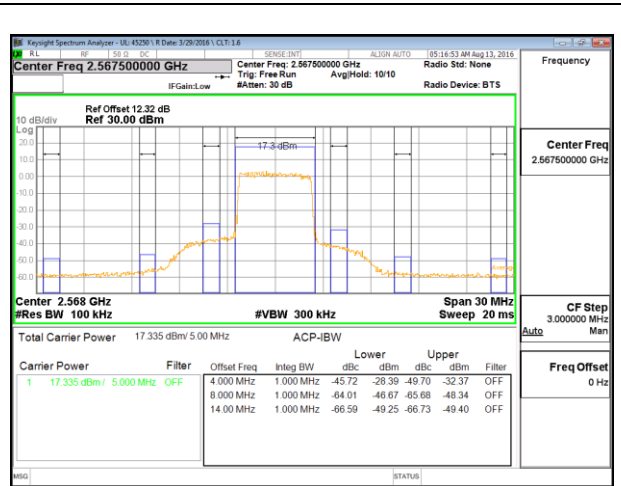 Keysight Spectrum Analyzer - UL: 45250 \ R Date: 3/29/2016 \ CLT: 1.6
RL RF 50 Ω DC SENSE:INT ALIGN AUTO 05:16:53 AM Aug 13, 2016
Center Freq 2.567500000 GHz
Center Freq: 2.567500000 GHz Radio Std: None
Trig: Free Run Avg|Hold: 10/10
IFGain:Low #Atten: 30 dB Radio Device: BTS
Frequency
Ref Offset 12.32 dB
10 dB/div Ref 30.00 dBm
Log
20.0
10.0
0.00
-10.0
-20.0
-30.0
-40.0
-50.0
-60.0
17.3 dBm
Average
Center 2.568 GHz Span 30 MHz
#Res BW 100 kHz #VBW 300 kHz Sweep 20 ms
Center Freq
2.567500000 GHz
CF Step
3.000000 MHz
Auto Man
Freq Offset
0 Hz
Total Carrier Power 17.335 dBm/ 5.00 MHz ACP-IBW
Lower Upper
Carrier Power Filter Offset Freq Integ BW dBc dBm dBc dBm Filter
1 17.335 dBm / 5.000 MHz OFF 4.000 MHz 1.000 MHz -45.72 -28.39 -49.70 -32.37 OFF
8.000 MHz 1.000 MHz -64.01 -46.67 -65.68 -48.34 OFF
14.00 MHz 1.000 MHz -66.59 -49.25 -66.73 -49.40 OFF
MSG STATUS